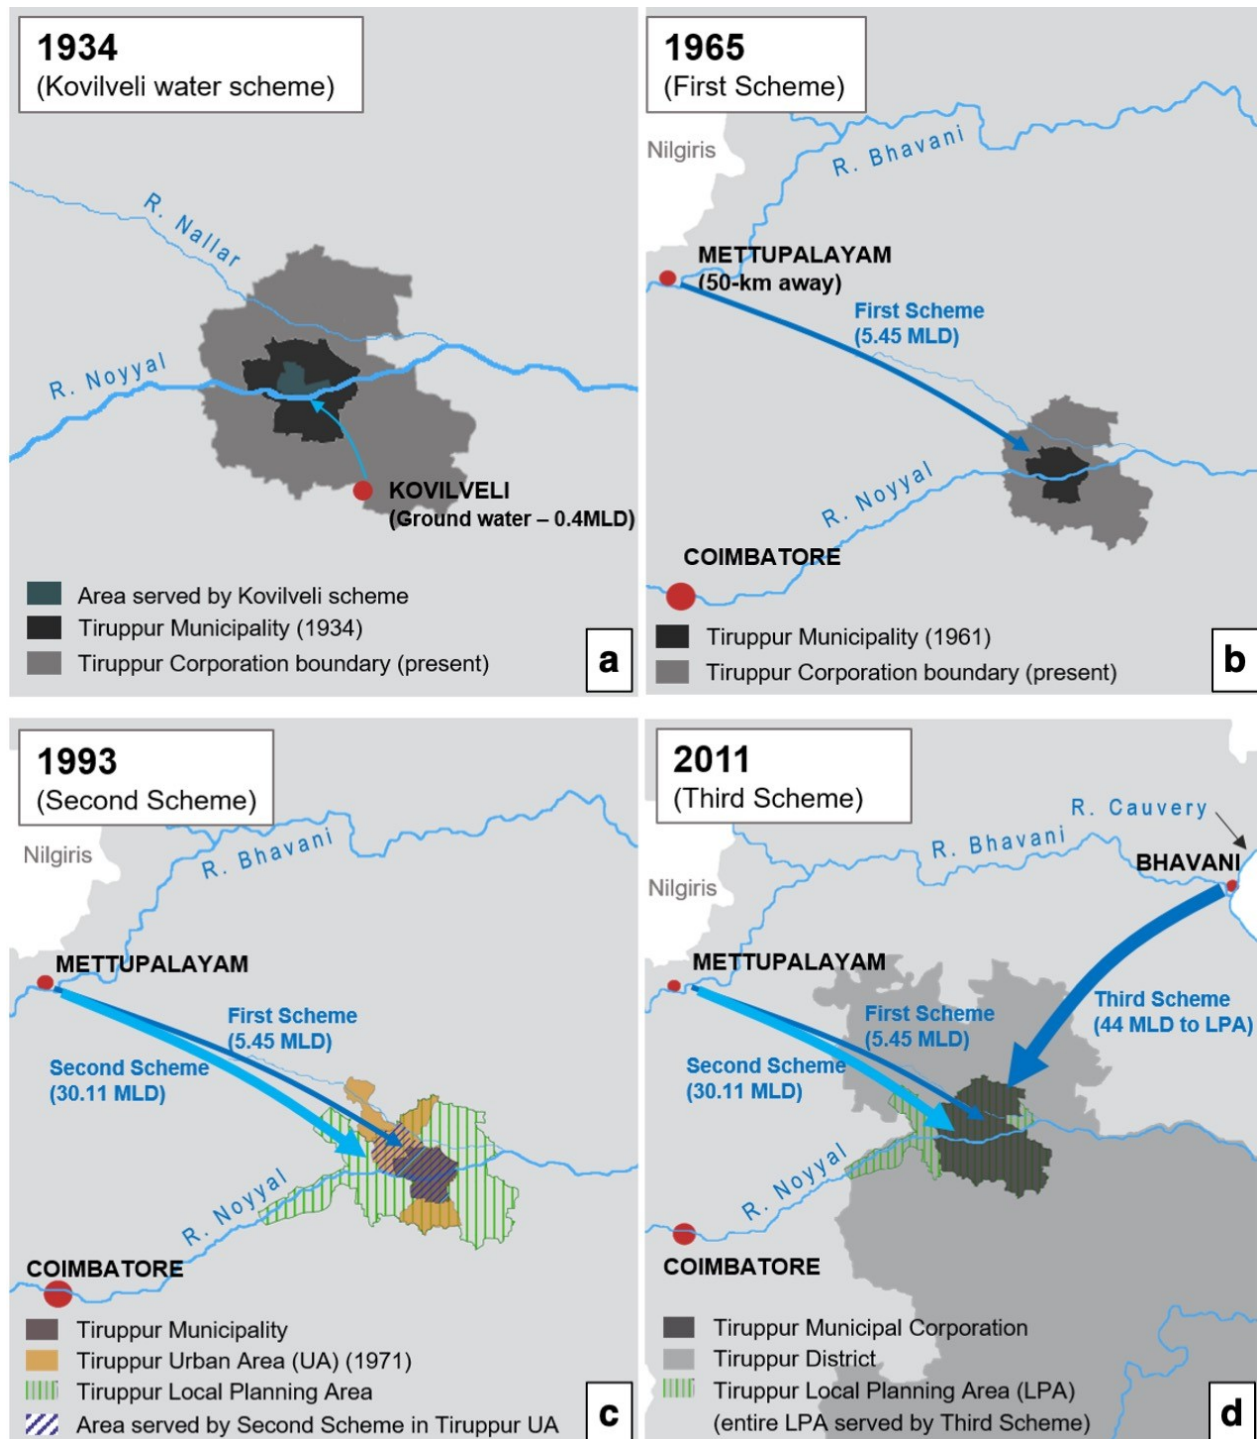 1934
(Kovilveli water scheme)
R. Nallar
R. Noyyal
KOVILVELI
(Ground water – 0.4MLD)
Area served by Kovilveli scheme
Tiruppur Municipality (1934)
Tiruppur Corporation boundary (present)
a
1965
(First Scheme)
Nilgiris
R. Bhavani
METTUPALAYAM
(50-km away)
First Scheme
(5.45 MLD)
R. Noyyal
COIMBATORE
Tiruppur Municipality (1961)
Tiruppur Corporation boundary (present)
b
1993
(Second Scheme)
Nilgiris
R. Bhavani
METTUPALAYAM
First Scheme
(5.45 MLD)
Second Scheme
(30.11 MLD)
R. Noyyal
COIMBATORE
Tiruppur Municipality
Tiruppur Urban Area (UA) (1971)
Tiruppur Local Planning Area
Area served by Second Scheme in Tiruppur UA
c
2011
(Third Scheme)
R. Cauvery
R. Bhavani
BHAVANI
Nilgiris
METTUPALAYAM
First Scheme
(5.45 MLD)
Third Scheme
(44 MLD to LPA)
Second Scheme
(30.11 MLD)
R. Noyyal
COIMBATORE
Tiruppur Municipal Corporation
Tiruppur District
Tiruppur Local Planning Area (LPA)
(entire LPA served by Third Scheme)
d